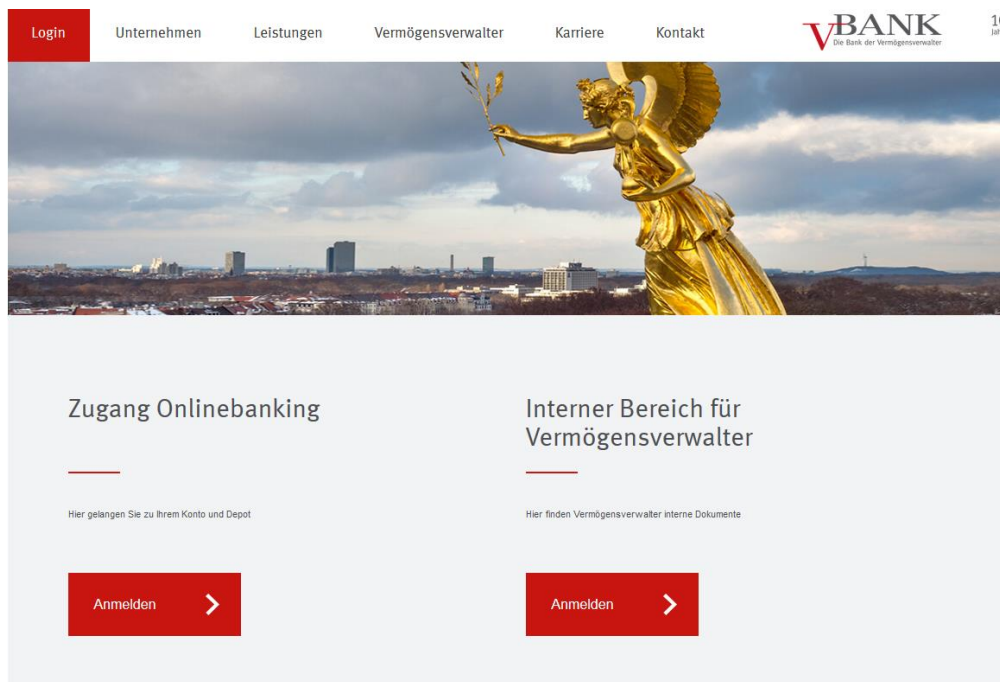 Login
Unternehmen
Leistungen
Vermögensverwalter
Karriere
Kontakt
VBANK
Die Bank der Vermögensverwalter
Zugang Onlinebanking
Hier gelangen Sie zu Ihrem Konto und Depot
Anmelden
Interner Bereich für
Vermögensverwalter
Hier finden Vermögensverwalter interne Dokumente
Anmelden